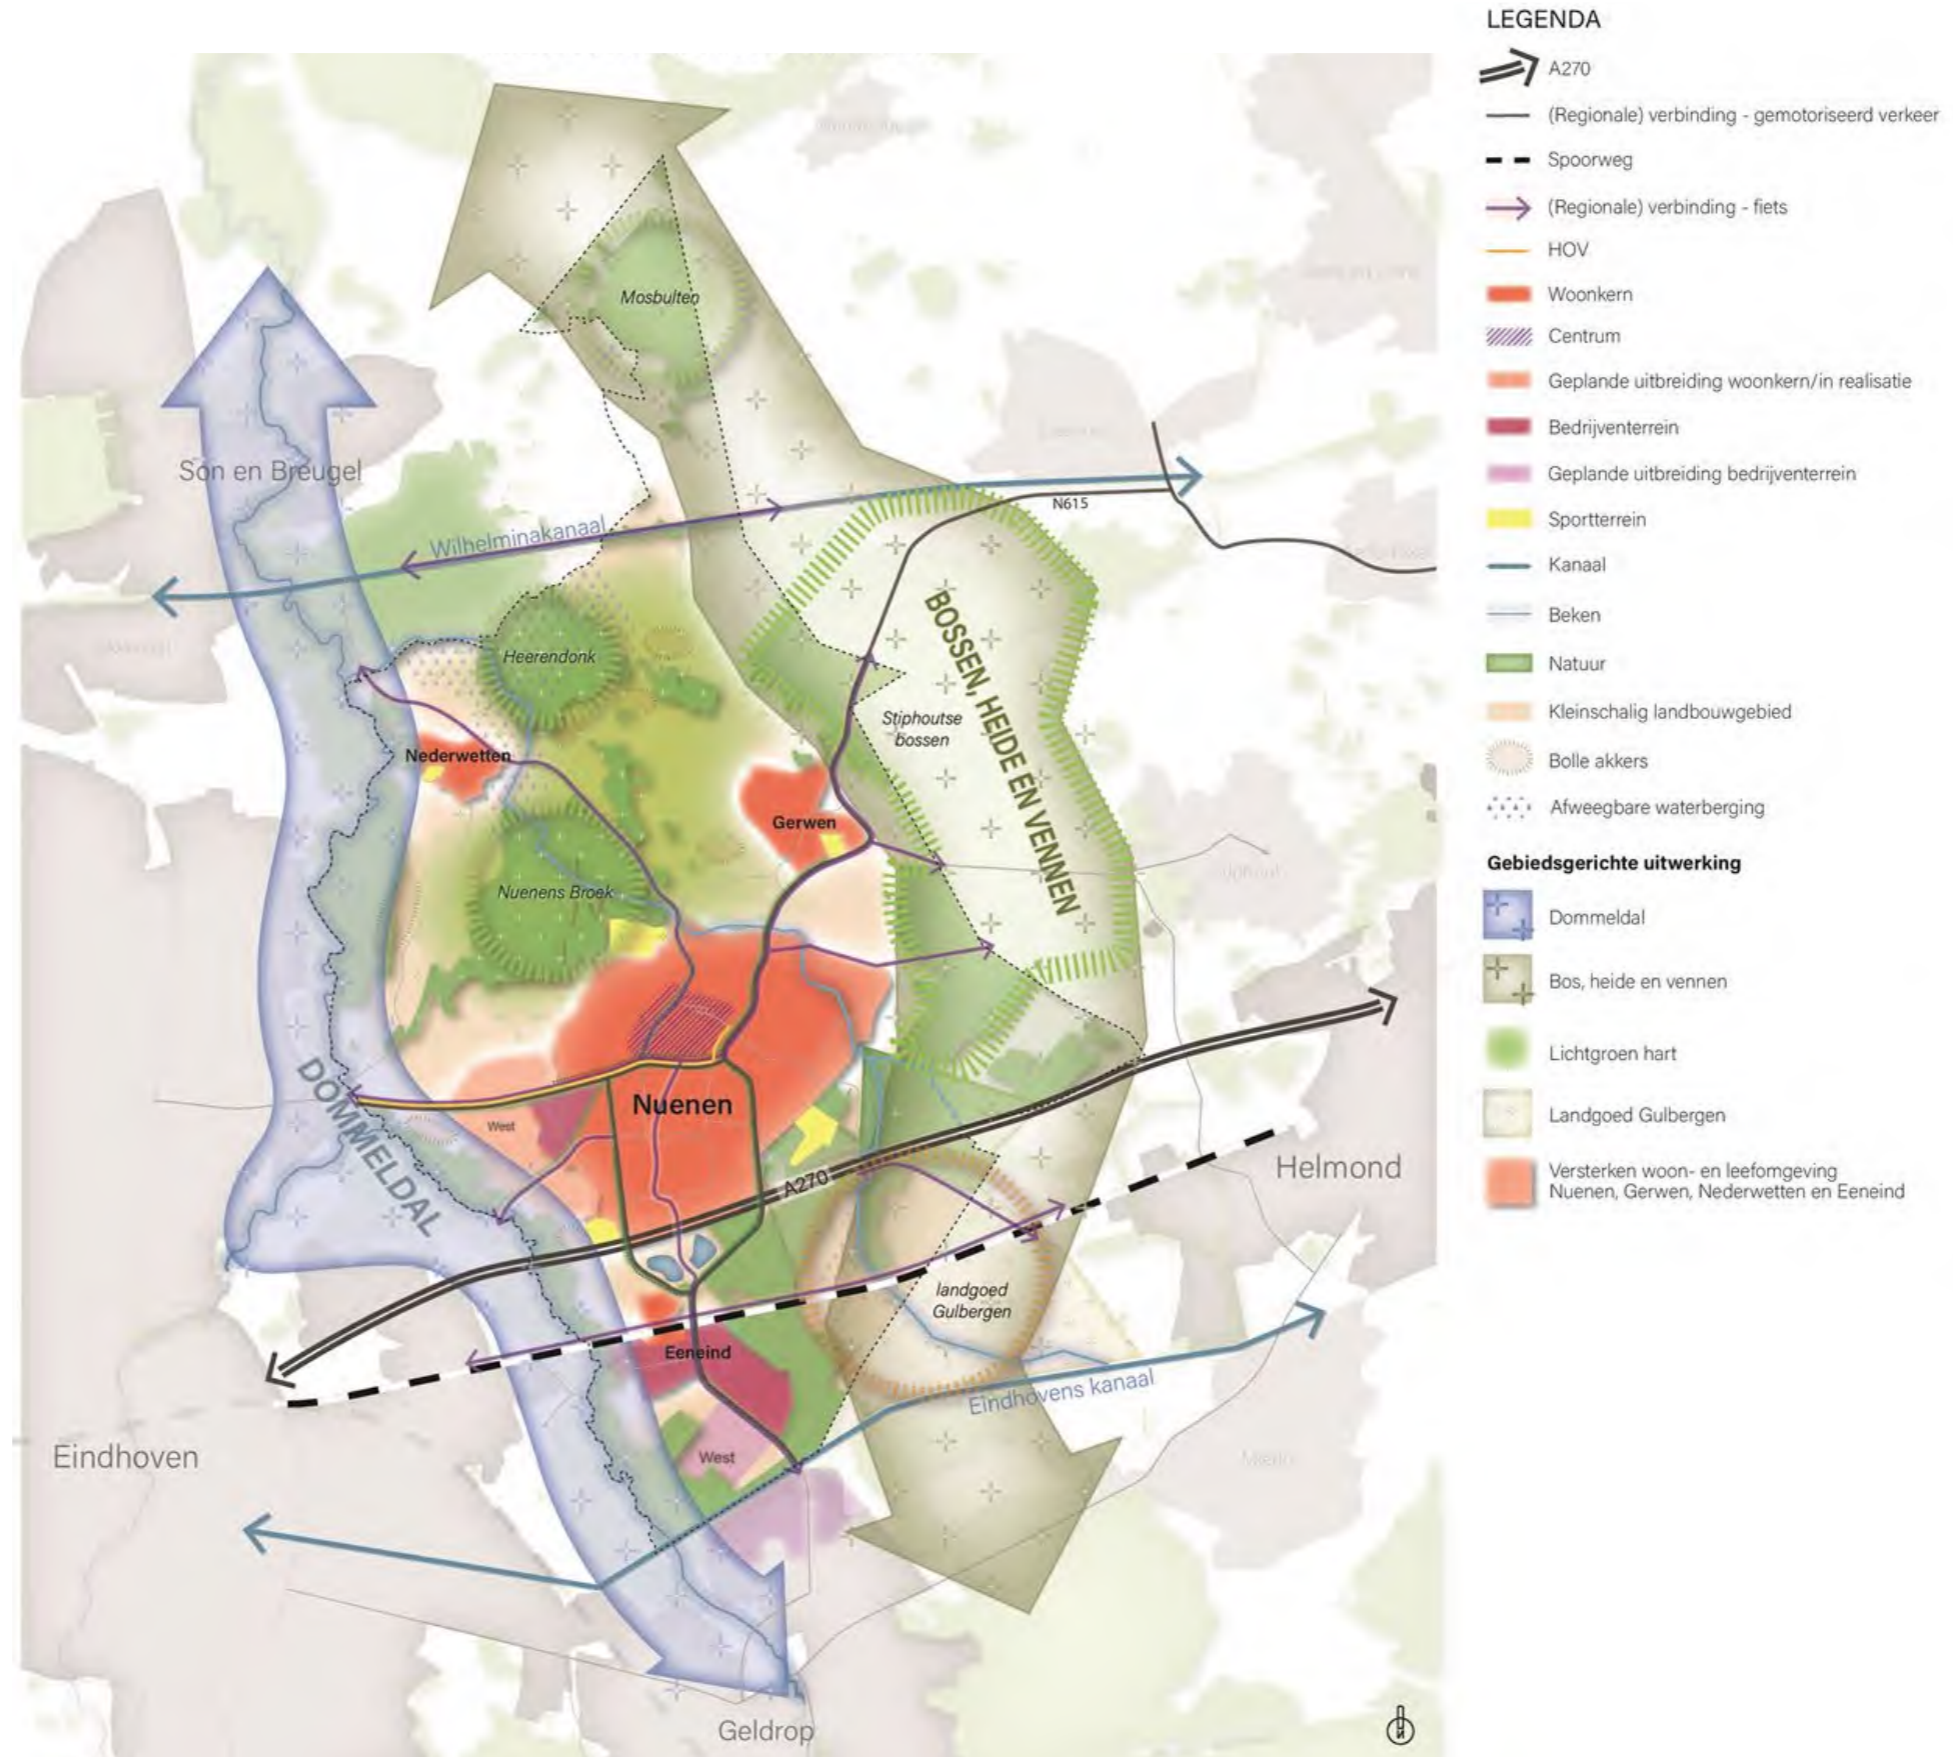 LEGENDA
A270
(Regionale) verbinding - gemotoriseerd verkeer
Spoorweg
(Regionale) verbinding - fiets
HOV
Woonkern
Centrum
Geplande uitbreiding woonkern/in realisatie
Bedrijventerrein
Geplande uitbreiding bedrijventerrein
Sportterrein
Kanaal
Beken
Natuur
Kleinschalig landbouwgebied
Bolle akkers
Afweegbare waterberging
Gebiedsgerichte uitwerking
Dommeldal
Bos, heide en vennen
Lichtgroen hart
Landgoed Gulbergen
Versterken woon- en leefomgeving
Nuenen, Gerwen, Nederwetten en Eeneind
Mosbulten
Son en Breugel
N615
Wilhelminakanaal
BOSSEN, HEIDE EN VENNEN
Heerendonk
Stiphoutse
bossen
Nederwetten
Gerwen
Nuenens Broek
DOMMELDAL
Nuenen
West
A270
Helmond
landgoed
Gulbergen
Eeneind
Eindhovens kanaal
Eindhoven
West
Geldrop